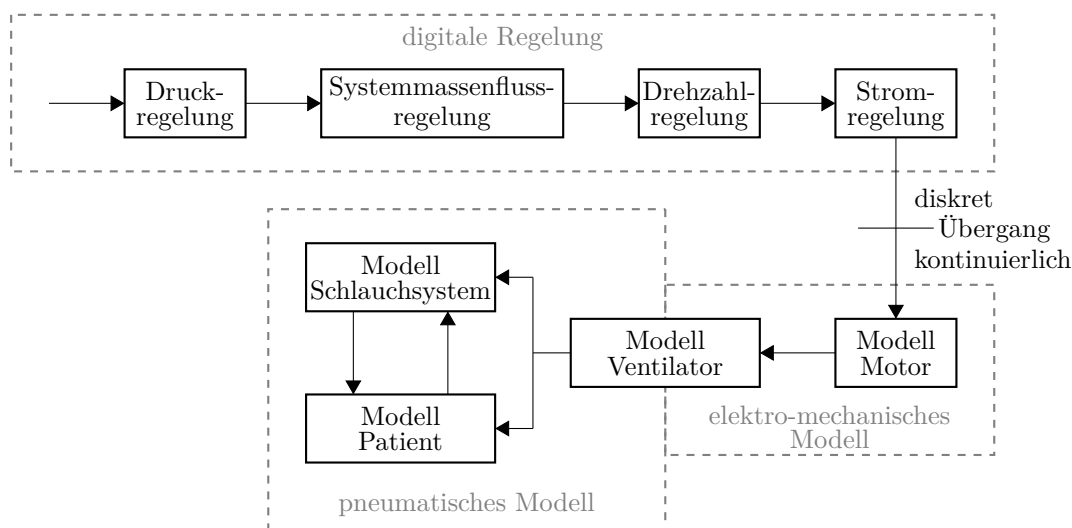 digitale Regelung
Druck-
regelung
Systemmassenfluss-
regelung
Drehzahl-
regelung
Strom-
regelung
diskret
Übergang
kontinuierlich
Modell
Schlauchsystem
Modell
Ventilator
Modell
Motor
Modell
Patient
elektro-mechanisches
Modell
pneumatisches Modell